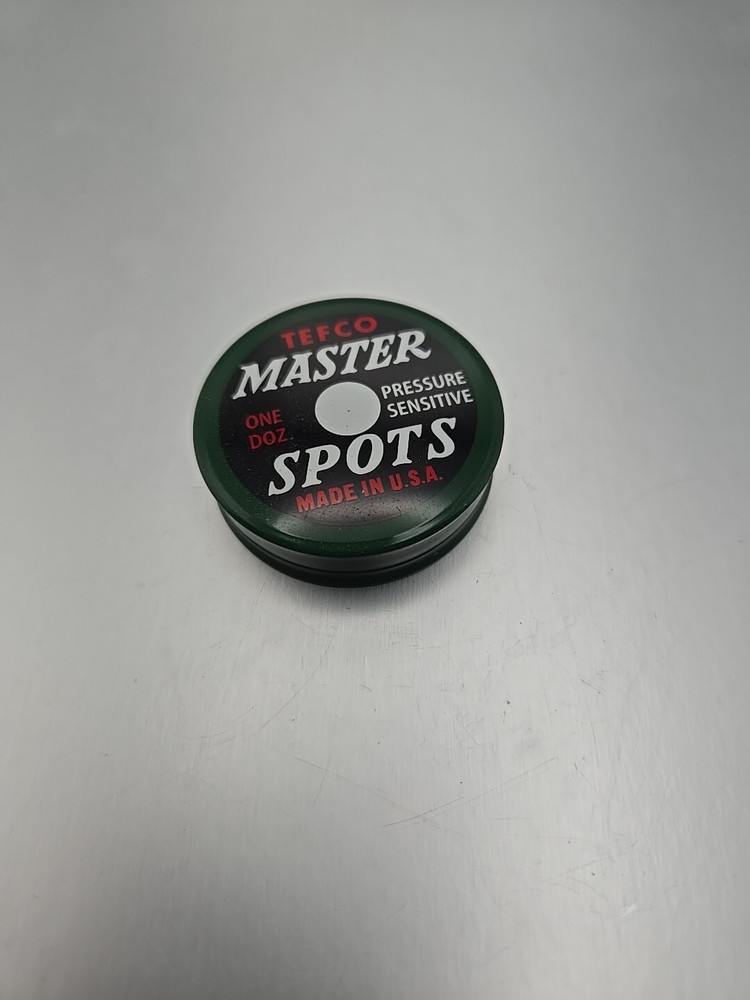 TEFCO
MASTER
ONE
DOZ.
PRESSURE
SENSITIVE
SPOTS
MADE IN U.S.A.